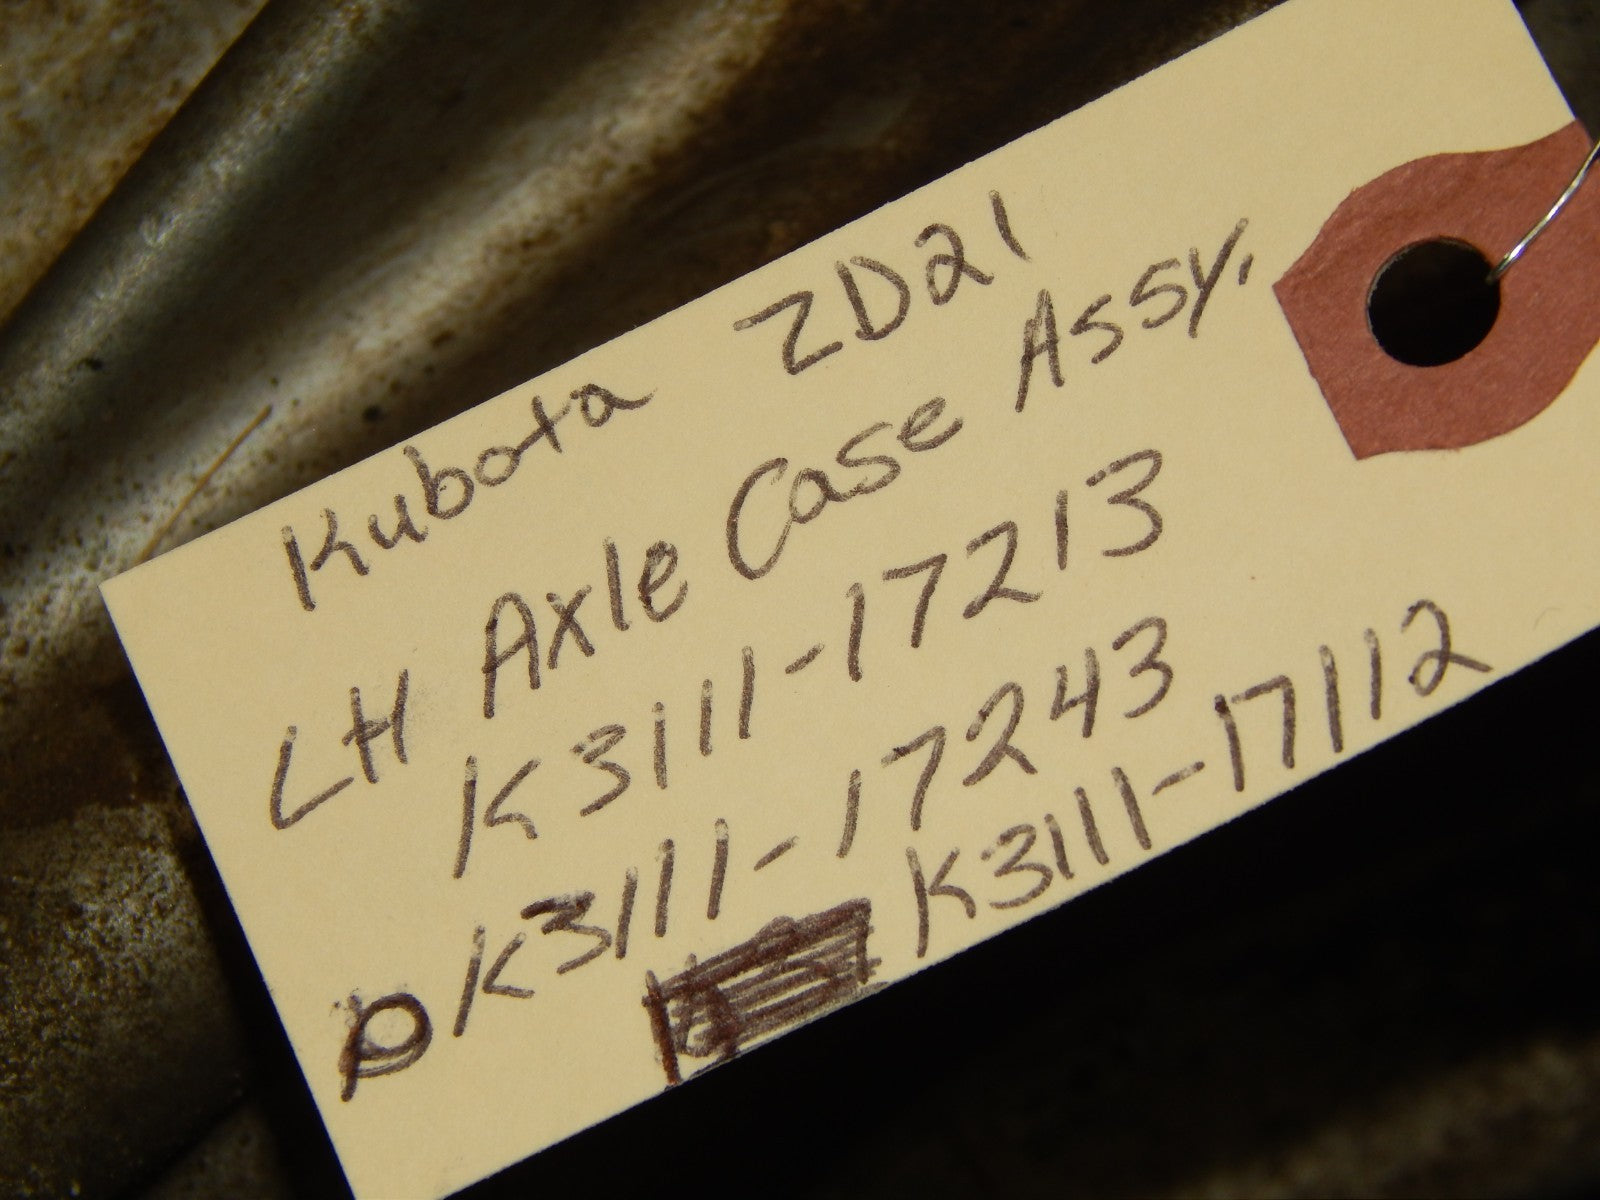 Kubota ZD21
LH Axle Case Assy.
K3111-17213
K3111-17243
K3111-17112